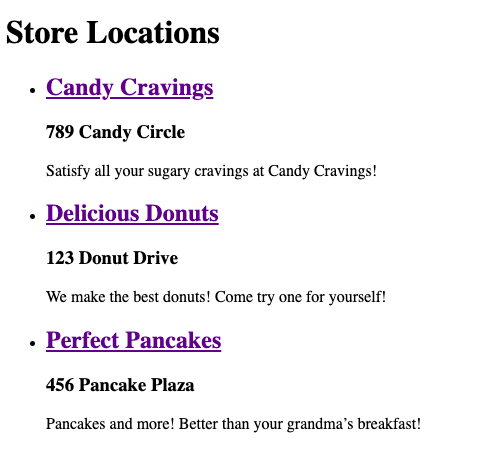 Store Locations
Candy Cravings
789 Candy Circle
Satisfy all your sugary cravings at Candy Cravings!
Delicious Donuts
123 Donut Drive
We make the best donuts! Come try one for yourself!
Perfect Pancakes
456 Pancake Plaza
Pancakes and more! Better than your grandma’s breakfast!